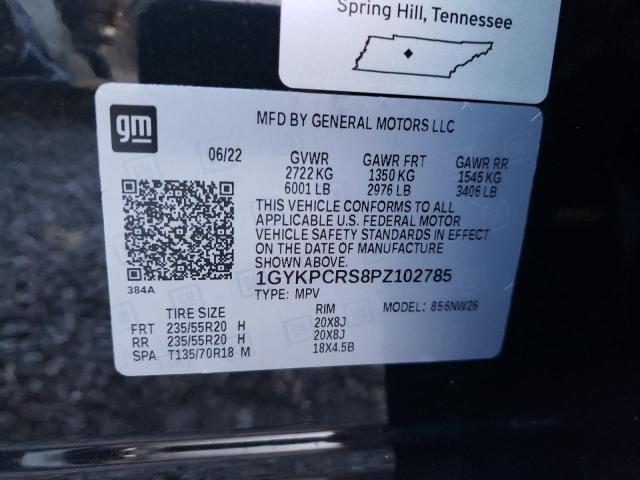 Spring Hill, Tennessee
gm
MFD BY GENERAL MOTORS LLC
06/22 GVWR GAWR FRT GAWR RR
2722 KG 1350 KG 1545 KG
6001 LB 2976 LB 3406 LB
THIS VEHICLE CONFORMS TO ALL
APPLICABLE U.S. FEDERAL MOTOR
VEHICLE SAFETY STANDARDS IN EFFECT
ON THE DATE OF MANUFACTURE
SHOWN ABOVE.
384A
1GYKPCRS8PZ102785
TYPE: MPV MODEL: 856NW26
TIRE SIZE RIM
FRT 235/55R20 H 20X8J
RR 235/55R20 H 20X8J
SPA T135/70R18 M 18X4.5B